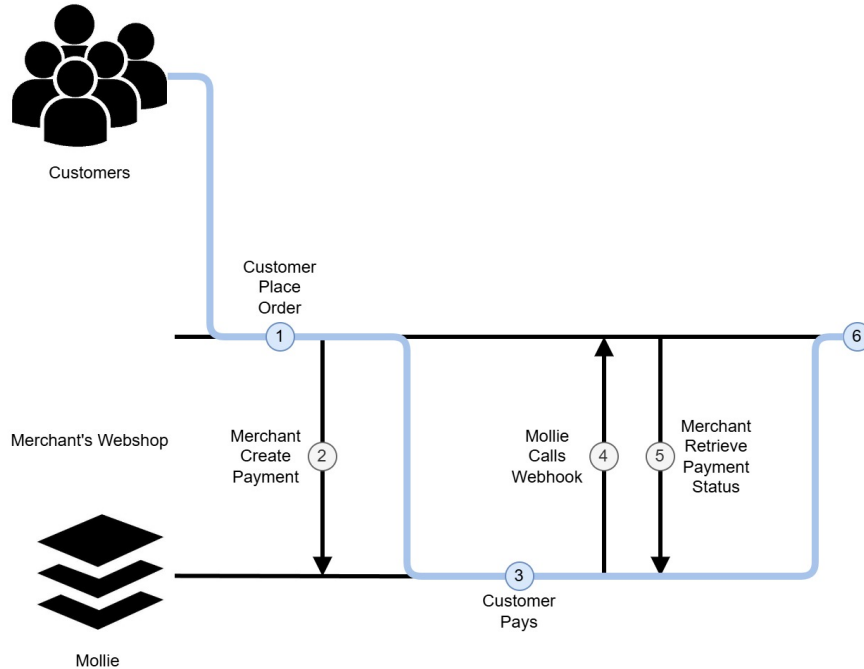 Customers
Customer
Place
Order
1
6
Merchant's Webshop
Merchant
Create
Payment
2
Mollie
Calls
Webhook
4
5
Merchant
Retrieve
Payment
Status
3
Customer
Pays
Mollie